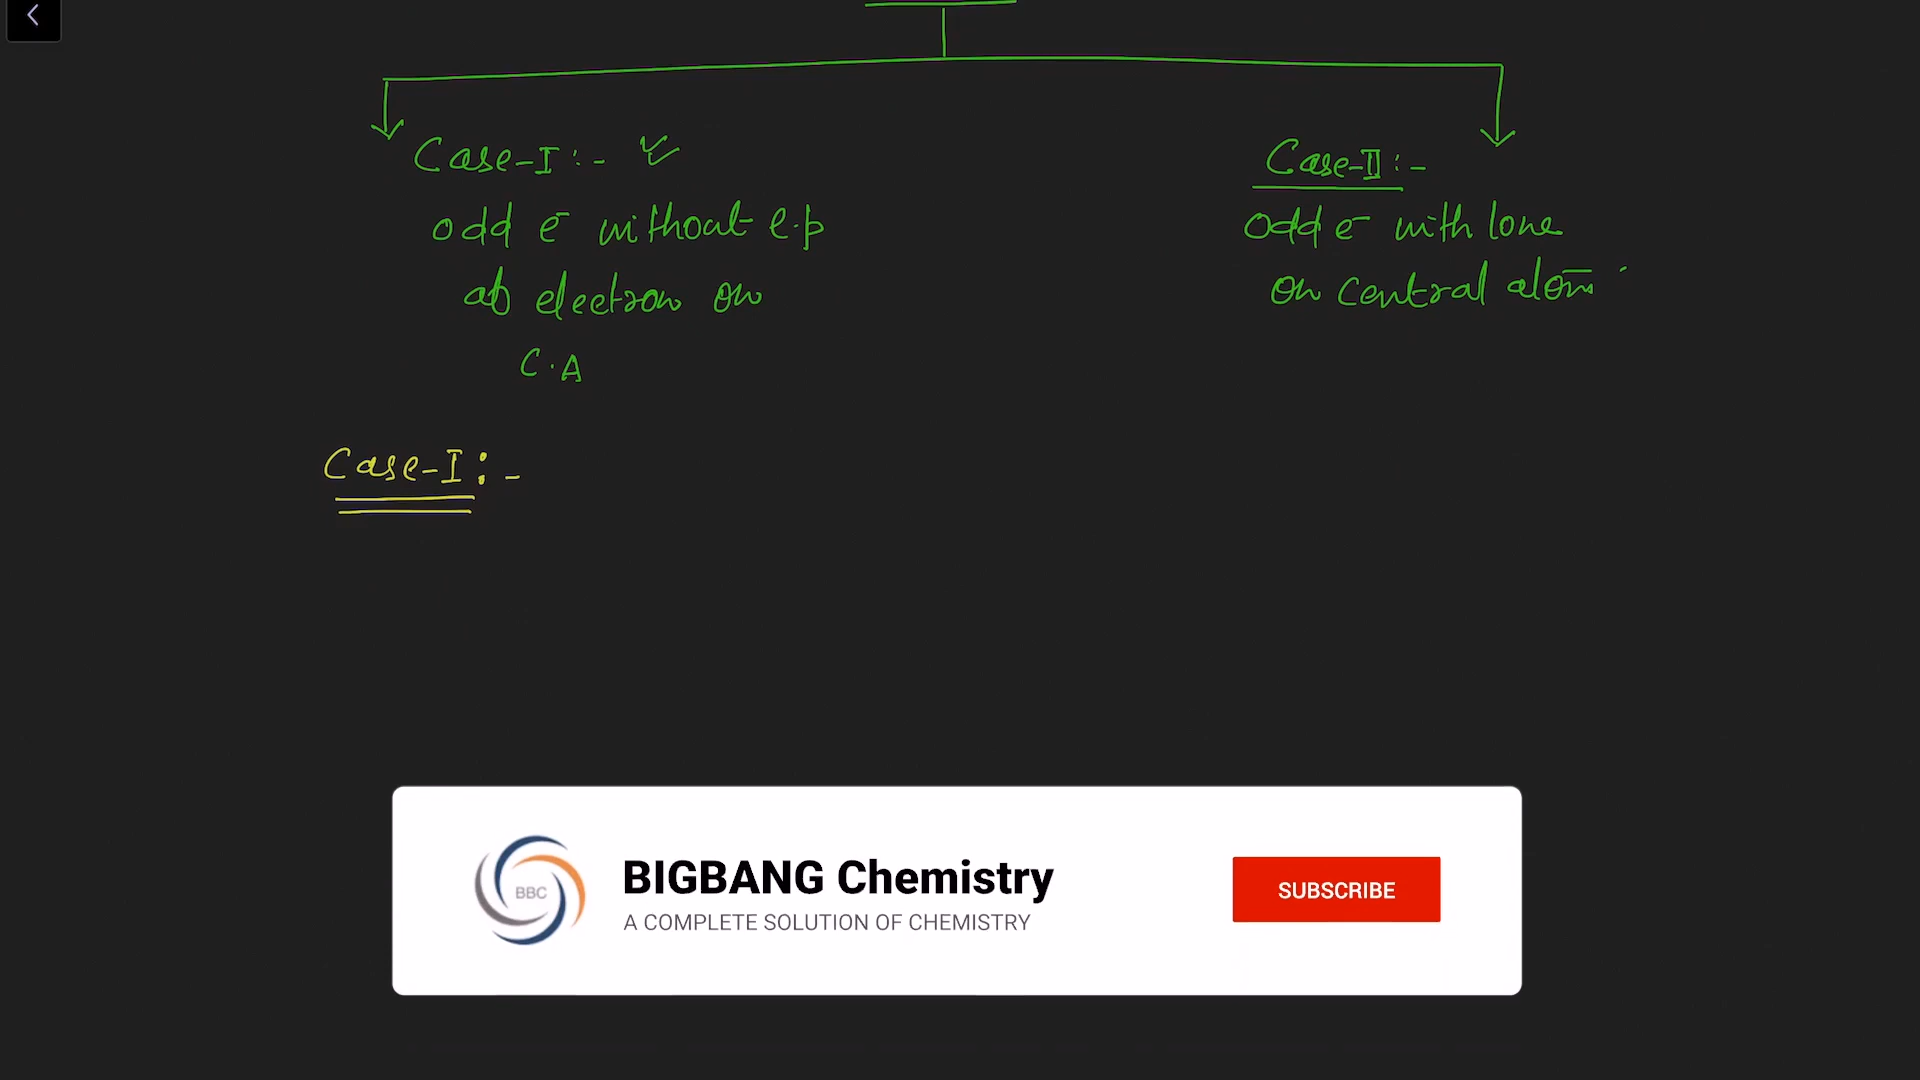 Case-I :-
odd e- without l.p
ab electron on
C.A
Case-II :-
odd e- with lone
on central atom
Case-I :-
BBC
BIGBANG Chemistry
A COMPLETE SOLUTION OF CHEMISTRY
SUBSCRIBE